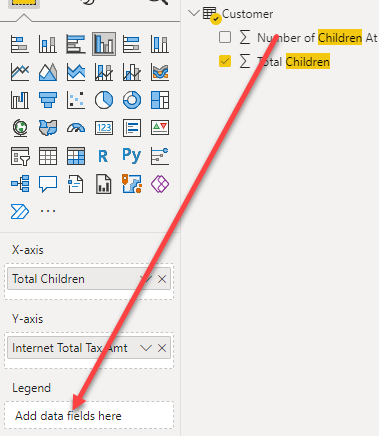 Customer
Number of Children At
Total Children
123
R Py
X-axis
Total Children
Y-axis
Internet Total Tax Amt
Legend
Add data fields here